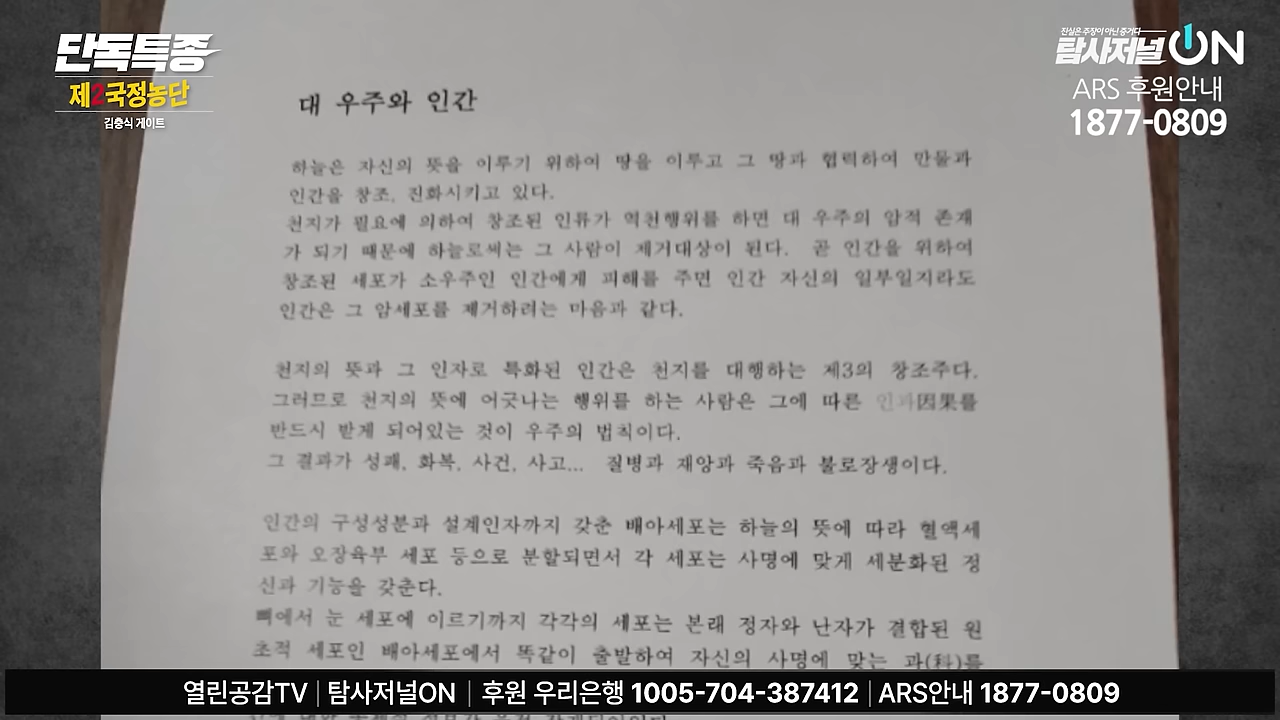 단독특종
제2국정농단
김충식 게이트
진실은 주장이 아닌 증거다
탐사저널ON
ARS 후원안내
1877-0809
대 우주와 인간
하늘은 자신의 뜻을 이루기 위하여 땅을 이루고 그 땅과 협력하여 만물과
인간을 창조, 진화시키고 있다.
천지가 필요에 의하여 창조된 인류가 역천행위를 하면 대 우주의 암적 존재
가 되기 때문에 하늘로써는 그 사람이 제거대상이 된다. 곧 인간을 위하여
창조된 세포가 소우주인 인간에게 피해를 주면 인간 자신의 일부일지라도
인간은 그 암세포를 제거하려는 마음과 같다.
천지의 뜻과 그 인자로 특화된 인간은 천지를 대행하는 제3의 창조주다.
그러므로 천지의 뜻에 어긋나는 행위를 하는 사람은 그에 따른 인과因果를
반드시 받게 되어있는 것이 우주의 법칙이다.
그 결과가 성패, 화복, 사건, 사고... 질병과 재앙과 죽음과 불로장생이다.
인간의 구성성분과 설계인자까지 갖춘 배아세포는 하늘의 뜻에 따라 혈액세
포와 오장육부 세포 등으로 분할되면서 각 세포는 사명에 맞게 세분화된 정
신과 기능을 갖춘다.
뼈에서 눈 세포에 이르기까지 각각의 세포는 본래 정자와 난자가 결합된 원
초적 세포인 배아세포에서 똑같이 출발하여 자신의 사명에 맞는 과(科)를
열린공감TV | 탐사저널ON | 후원 우리은행 1005-704-387412 | ARS안내 1877-0809